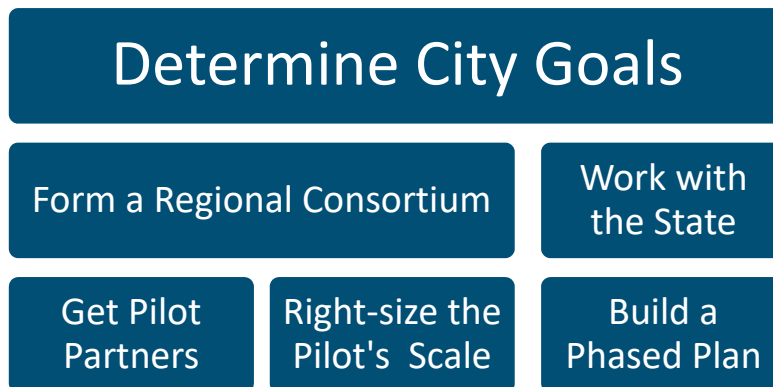 Determine City Goals
Form a Regional Consortium
Work with
the State
Get Pilot
Partners
Right-size the
Pilot's  Scale
Build a
Phased Plan